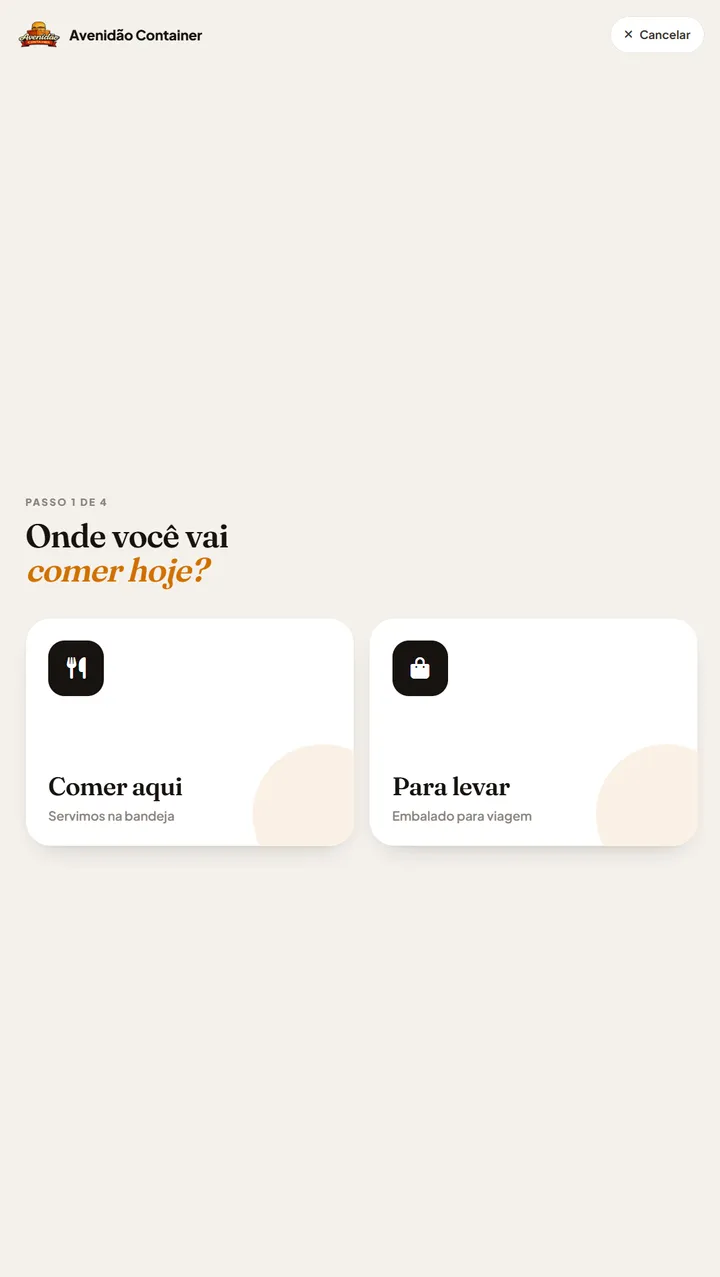 Avenidão
Avenidão Container
✕ Cancelar
PASSO 1 DE 4
Onde você vai
comer hoje?
Comer aqui
Servimos na bandeja
Para levar
Embalado para viagem